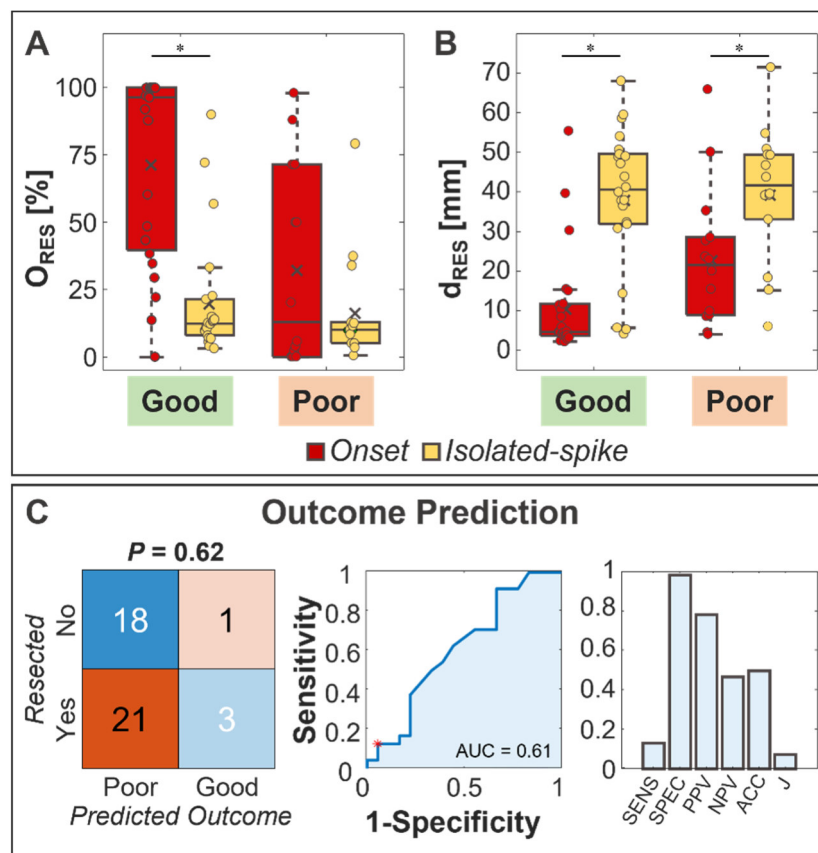 A
*
O_RES [%]
100
75
50
25
0
Good
Poor
B
*
*
d_RES [mm]
70
60
50
40
30
20
10
0
Good
Poor
Onset
Isolated-spike
C
Outcome Prediction
P = 0.62
Resected
No
Yes
18
1
21
3
Poor
Good
Predicted Outcome
Sensitivity
1
0.8
0.6
0.4
0.2
0
0
0.5
1
AUC = 0.61
1-Specificity
1
0.8
0.6
0.4
0.2
0
SENS
SPEC
PPV
NPV
ACC
J